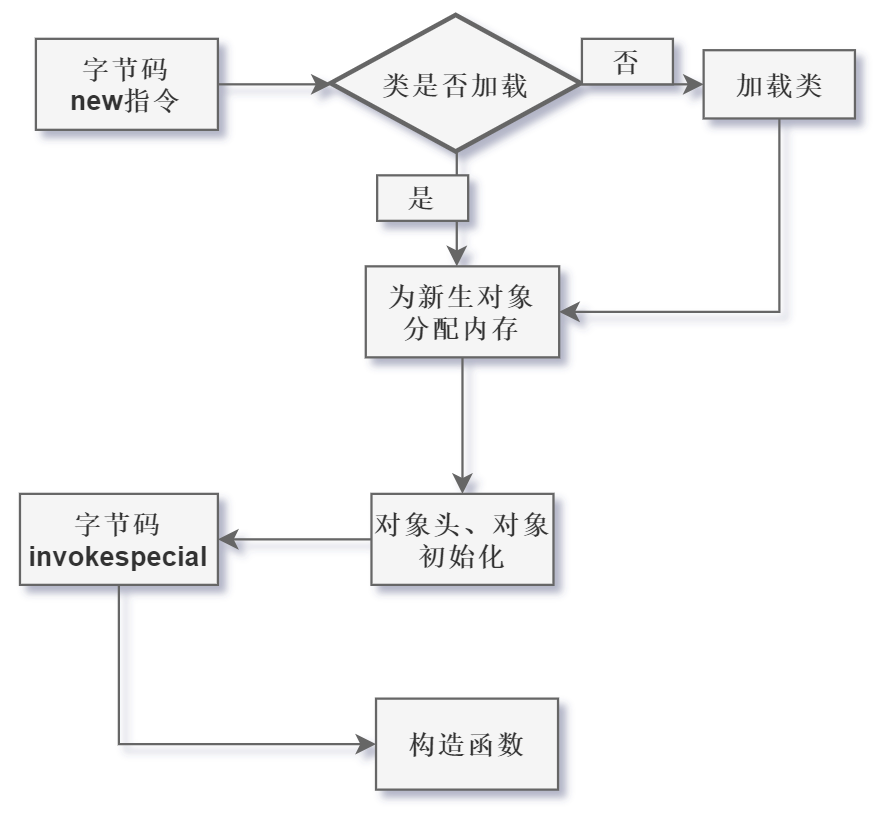 字节码
new指令
类是否加载
否
加载类
是
为新生对象
分配内存
对象头、对象
初始化
字节码
invokespecial
构造函数